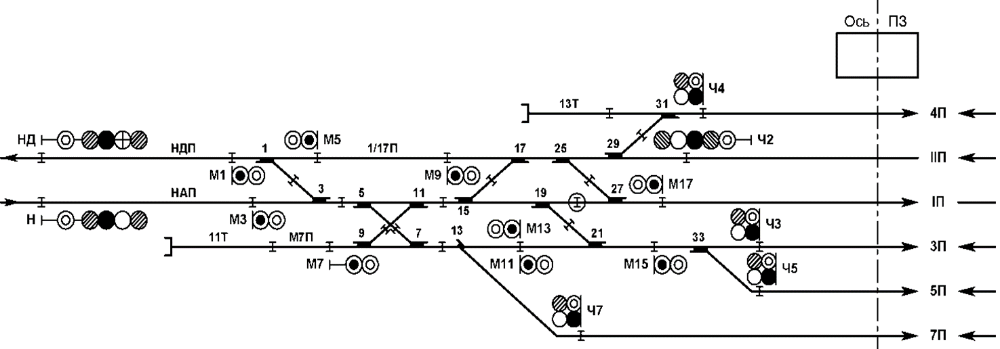 Ось ПЗ
Ч4
13Т
31
4П
НД
НДП
1
М5
1/17П
17
25
29
Ч2
IIП
М1
М9
М17
НАП
3
5
11
15
19
27
IП
Н
М3
М13
Ч3
11Т
М7П
9
7
13
21
33
3П
М7
М11
М15
Ч5
5П
Ч7
7П